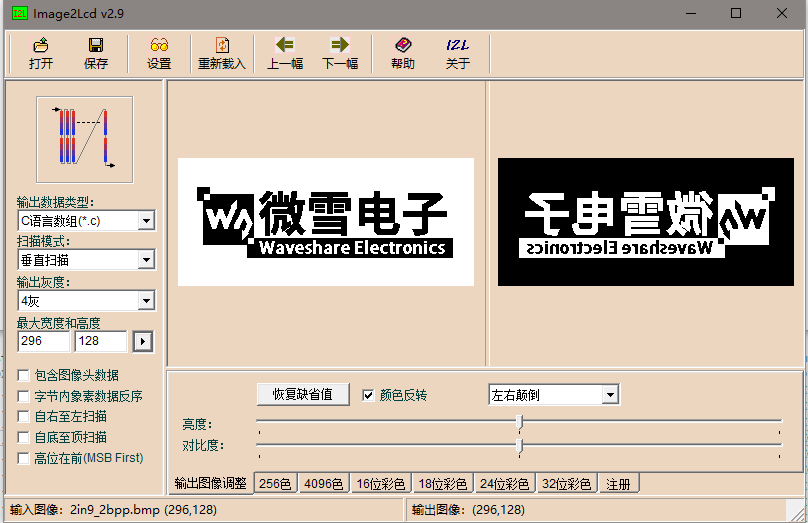 Image2Lcd v2.9
打开 保存 设置 重新载入 上一幅 下一幅 帮助 关于
I2L
输出数据类型：
C语言数组(*.c)
扫描模式：
垂直扫描
输出灰度：
4灰
最大宽度和高度
296 128
包含图像头数据
字节内象素数据反序
自右至左扫描
自底至顶扫描
高位在前(MSB First)
微雪电子
Waveshare Electronics
微雪电子
Waveshare Electronics
恢复缺省值 颜色反转 左右颠倒
亮度：
对比度：
输出图像调整 256色 4096色 16位彩色 18位彩色 24位彩色 32位彩色 注册
输入图像：2in9_2bpp.bmp (296,128) 输出图像：(296,128)